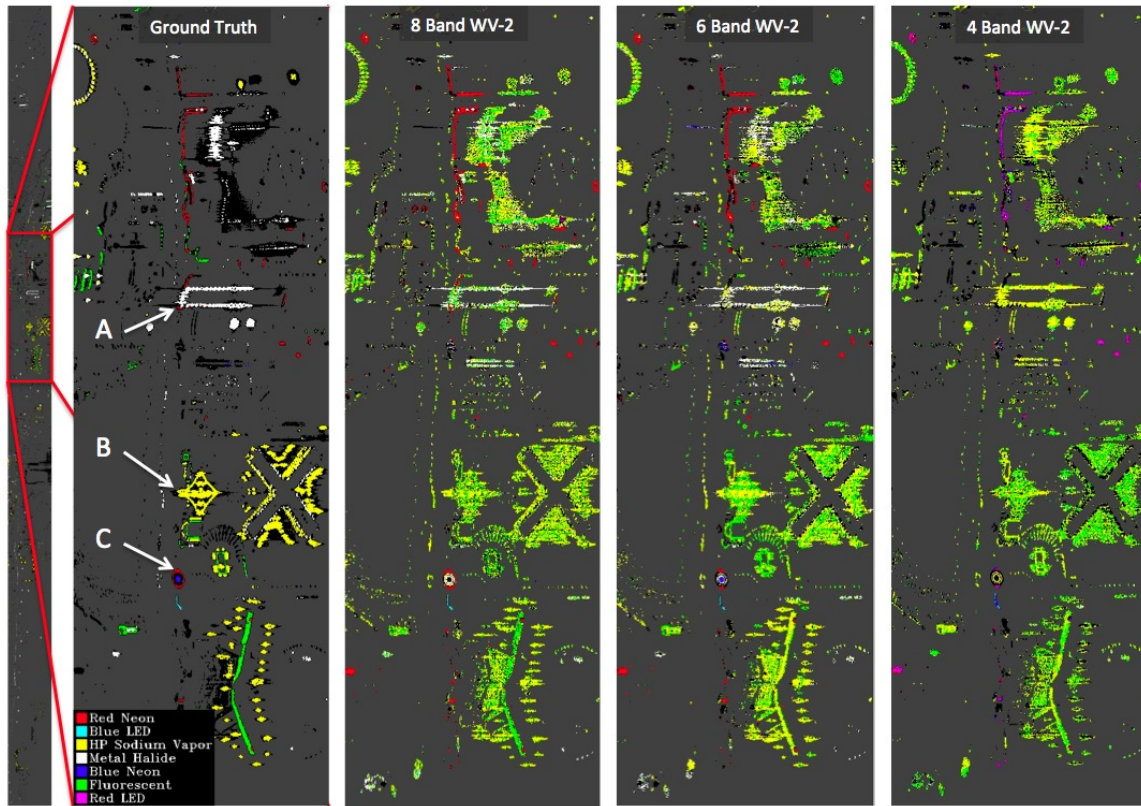 Ground Truth
8 Band WV-2
6 Band WV-2
4 Band WV-2
A
B
C
Red Neon
Blue LED
HP Sodium Vapor
Metal Halide
Blue Neon
Fluorescent
Red LED